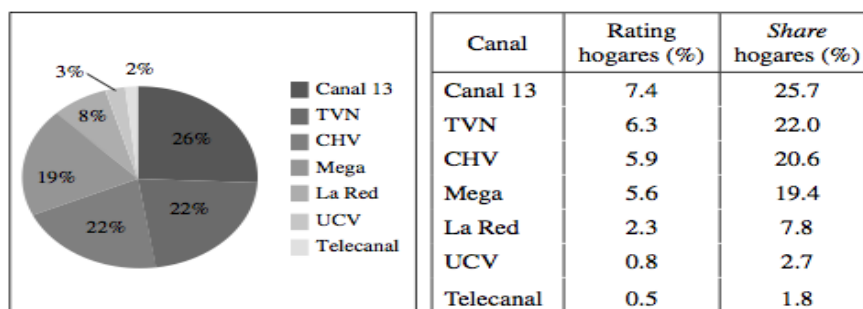 3%
2%
8%
26%
19%
22%
22%
Canal 13
TVN
CHV
Mega
La Red
UCV
Telecanal
Canal Rating hogares (%) Share hogares (%)
Canal 13 7.4 25.7
TVN 6.3 22.0
CHV 5.9 20.6
Mega 5.6 19.4
La Red 2.3 7.8
UCV 0.8 2.7
Telecanal 0.5 1.8